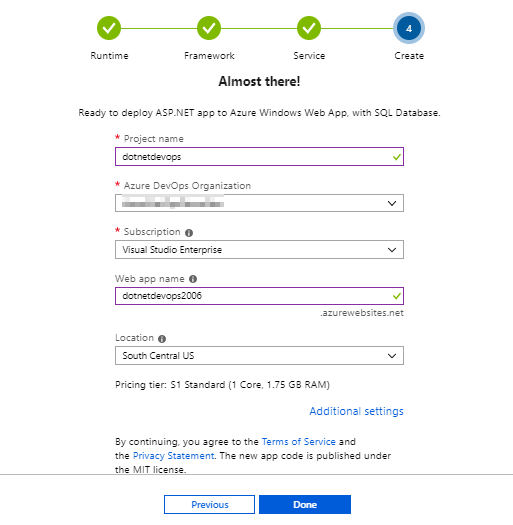 4
Runtime Framework Service Create
Almost there!
Ready to deploy ASP.NET app to Azure Windows Web App, with SQL Database.
* Project name
dotnetdevops
* Azure DevOps Organization
* Subscription
Visual Studio Enterprise
Web app name
dotnetdevops2006
.azurewebsites.net
Location
South Central US
Pricing tier: S1 Standard (1 Core, 1.75 GB RAM)
Additional settings
By continuing, you agree to the Terms of Service and
the Privacy Statement. The new app code is published under
the MIT license.
Previous Done